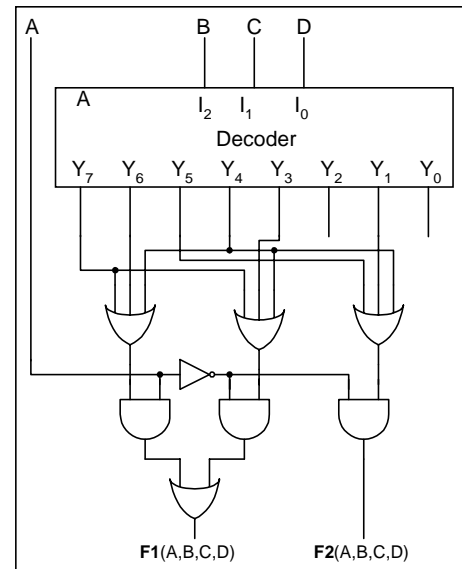 A B C D
A I2 I1 I0
Decoder
Y7 Y6 Y5 Y4 Y3 Y2 Y1 Y0
F1(A,B,C,D) F2(A,B,C,D)